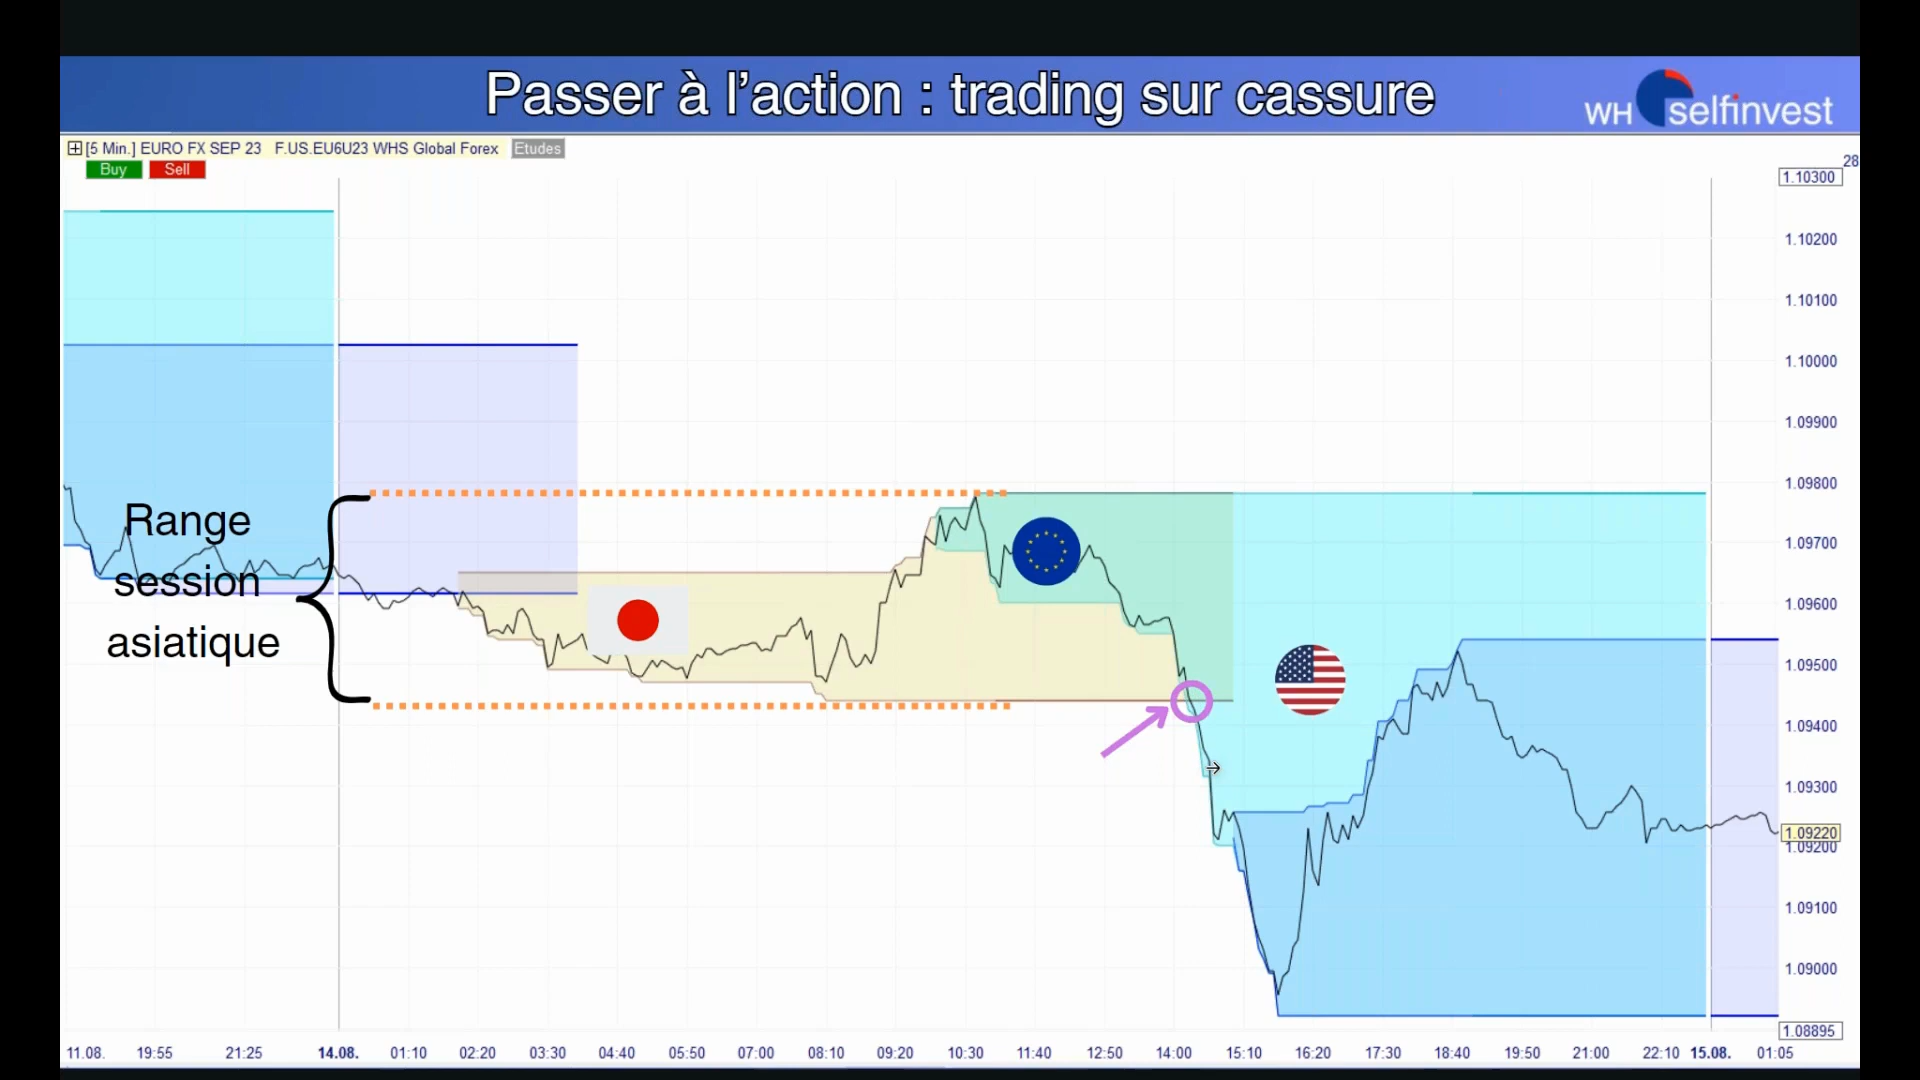 Passer à l'action : trading sur cassure
WH selfinvest
[5 Min.] EURO FX SEP 23 F.US.EU6U23 WHS Global Forex Etudes
Buy Sell
28
1.10300
1.10200
1.10100
1.10000
1.09900
1.09800
1.09700
1.09600
1.09500
1.09400
1.09300
1.09220
1.09200
1.09100
1.09000
1.08895
Range
session
asiatique
11.08. 19:55 21:25 14.08. 01:10 02:20 03:30 04:40 05:50 07:00 08:10 09:20 10:30 11:40 12:50 14:00 15:10 16:20 17:30 18:40 19:50 21:00 22:10 15.08. 01:05